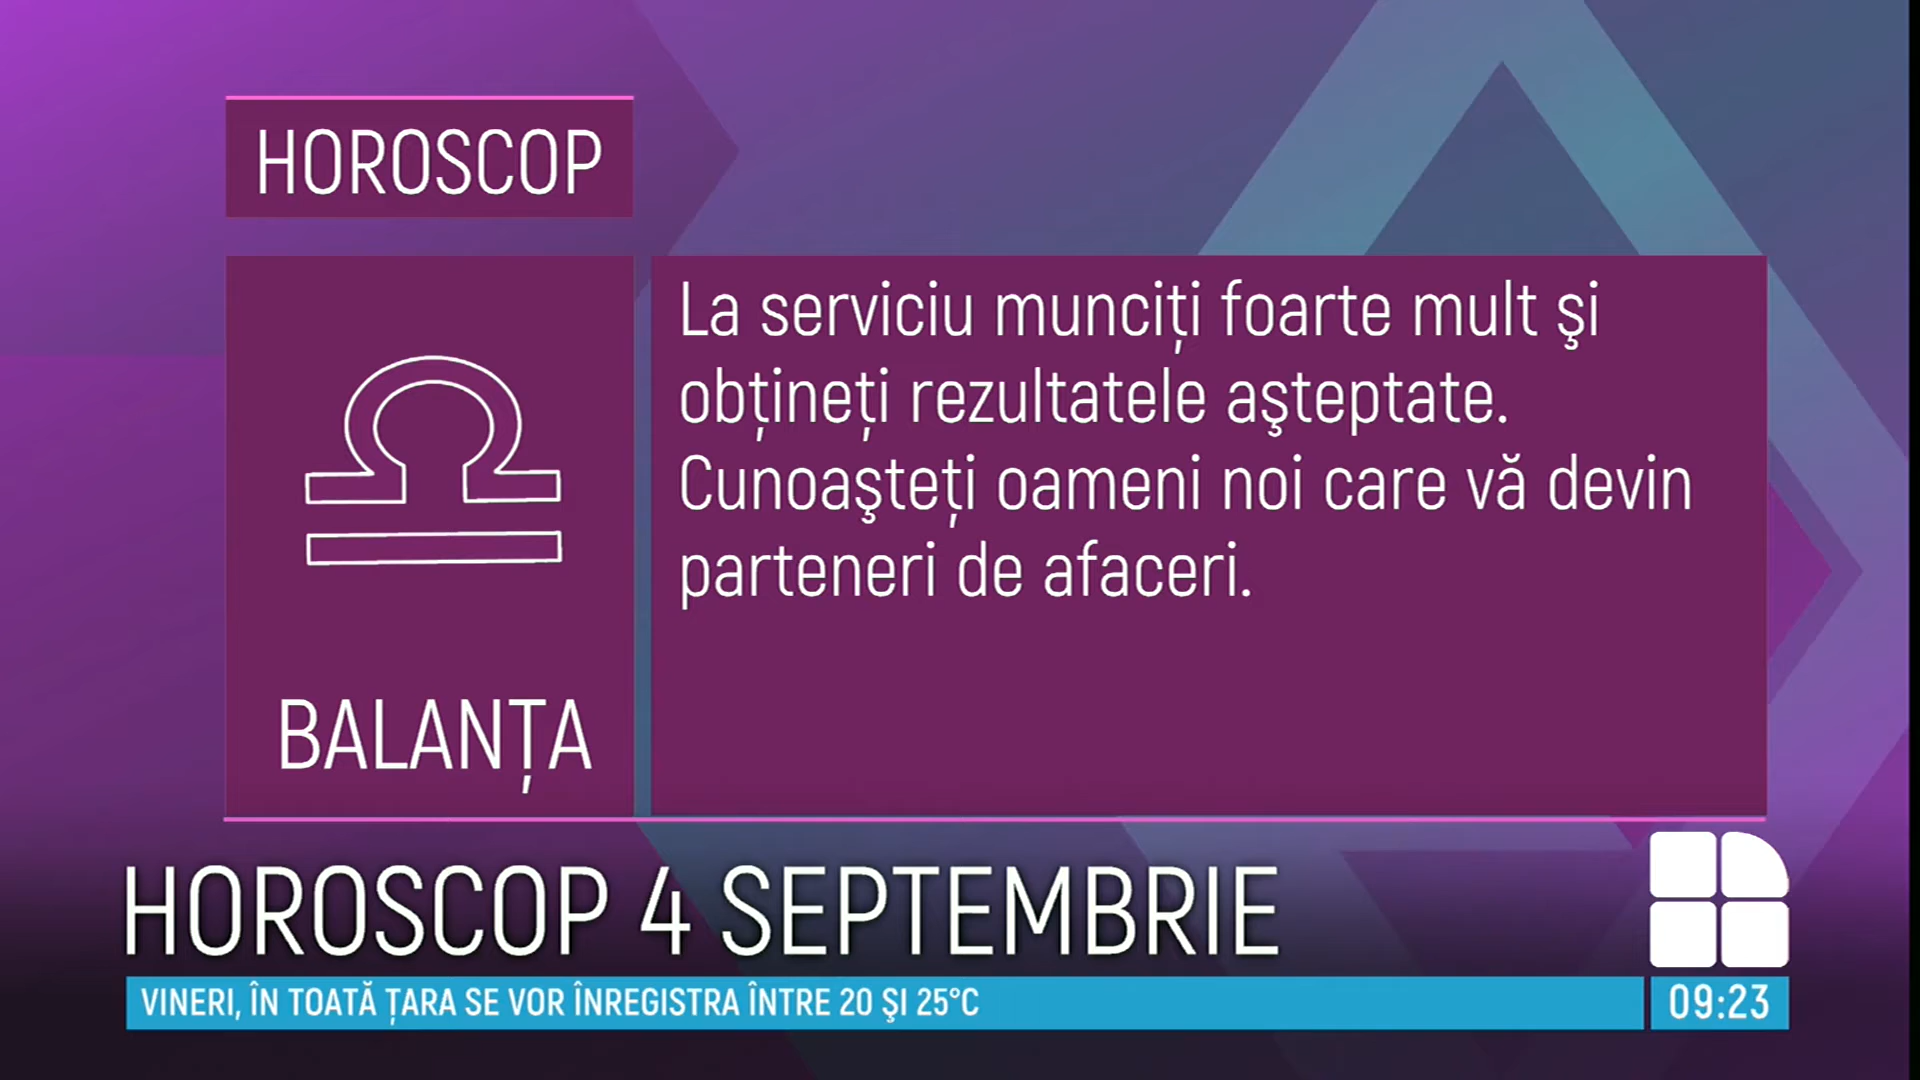 HOROSCOP
La serviciu munciți foarte mult şi
obțineți rezultatele aşteptate.
Cunoaşteți oameni noi care vă devin
parteneri de afaceri.
BALANȚA
HOROSCOP 4 SEPTEMBRIE
VINERI, ÎN TOATĂ ȚARA SE VOR ÎNREGISTRA ÎNTRE 20 ŞI 25°C
09:23